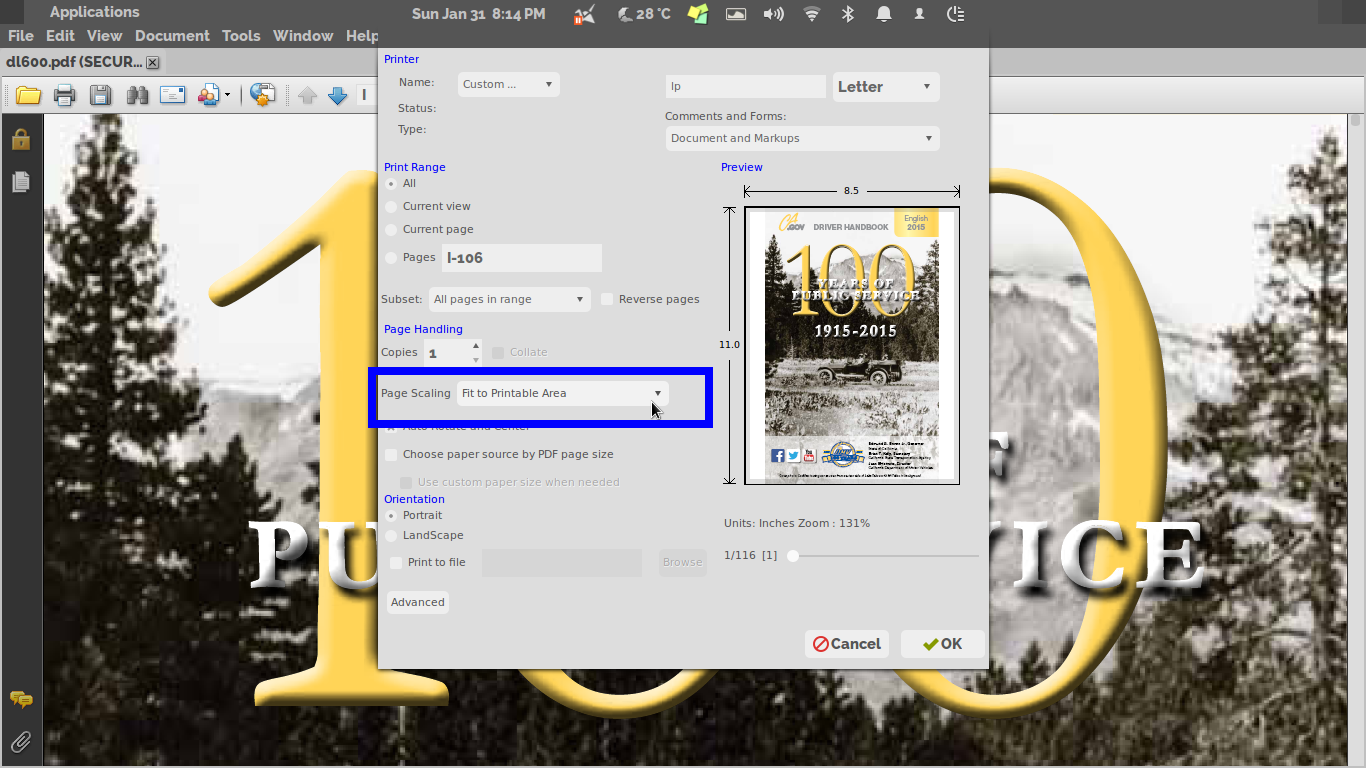 Applications
Sun Jan 31 8:14 PM
28 °C
File Edit View Document Tools Window Help
dl600.pdf (SECUR...
Printer
Name: Custom ... lp Letter
Status:
Type:
Comments and Forms:
Document and Markups
Print Range
All
Current view
Current page
Pages 1-106
Subset: All pages in range Reverse pages
Page Handling
Copies 1 Collate
Page Scaling Fit to Printable Area
Auto Rotate and Center
Choose paper source by PDF page size
Use custom paper size when needed
Orientation
Portrait
LandScape
Print to file Browse
Advanced
Preview
8.5
11.0
CA.GOV DRIVER HANDBOOK English
2015
100
YEARS OF
PUBLIC SERVICE
1915-2015
Units: Inches Zoom : 131%
1/116 [1]
Cancel OK
100
PU VICE